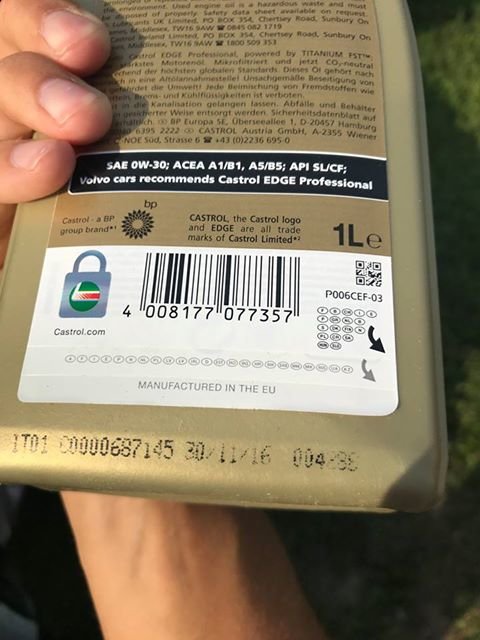 the environment. Used engine oil is a hazardous and must
be disposed of properly. Safety data sheet available on request.
Lubricants UK Limited, PO BOX 354, Chertsey Road, Sunbury On
Thames, Middlesex, TW16 9AW ☎ 0845 082 1719
Castrol Ireland Limited, PO BOX 354, Chertsey Road, Sunbury On
Middlesex, TW16 9AW ☎ 1800 509 353
Castrol EDGE Professional, powered by TITANIUM FST™,
stärkstes Motorenöl. Mikrofiltriert und jetzt CO₂-neutral
den höchsten globalen Standards. Dieses Öl gehört nach
in eine Altölannahmestelle! Unsachgemäße Beseitigung von
gefährdet die Umwelt! Jede Beimischung von Fremdstoffen wie
Brems- und Kühlflüssigkeiten ist verboten.
in die Kanalisation gelangen lassen. Abfälle und Behälter
gesicherter Weise entsorgt werden. Sicherheitsdatenblatt auf
BP Europa SE, Überseeallee 1, D-20457 Hamburg
6395 2222 CASTROL Austria GmbH, A-2355 Wiener
NÖ Süd, Strasse 6 ☎ +43 (0)2236 695-0
SAE 0W-30; ACEA A1/B1, A5/B5; API SL/CF;
Volvo cars recommends Castrol EDGE Professional
bp
Castrol - a BP
group brand*¹
CASTROL, the Castrol logo
and EDGE are all trade
marks of Castrol Limited*²
1L e
P006CEF-03
4 008177 077357
Castrol.com
MANUFACTURED IN THE EU
IT01 C0000687145 30/11/16